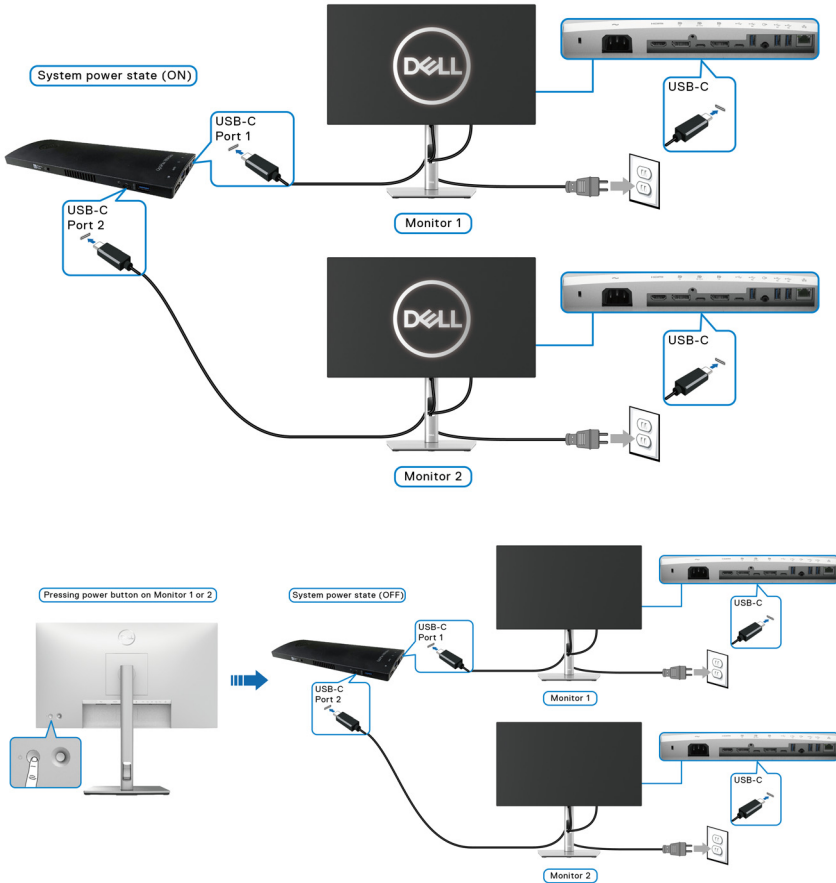 System power state (ON)
USB-C
Port 1
DELL
USB-C
Monitor 1
USB-C
Port 2
DELL
USB-C
Monitor 2
Pressing power button on Monitor 1 or 2
System power state (OFF)
USB-C
Port 1
USB-C
Monitor 1
USB-C
Port 2
USB-C
Monitor 2